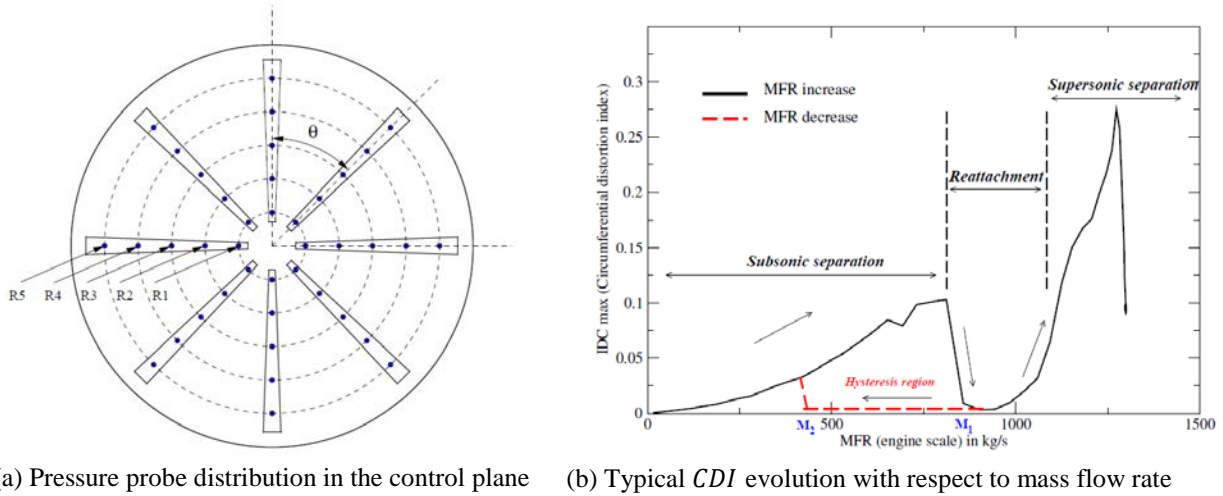 θ
R5 R4 R3 R2 R1
IDC max (Circumferential distortion index)
0.3
0.25
0.2
0.15
0.1
0.05
0
MFR increase
MFR decrease
Supersonic separation
Reattachment
Subsonic separation
Hysteresis region
M2
M1
0 500 1000 1500
MFR (engine scale) in kg/s
(a) Pressure probe distribution in the control plane
(b) Typical CDI evolution with respect to mass flow rate